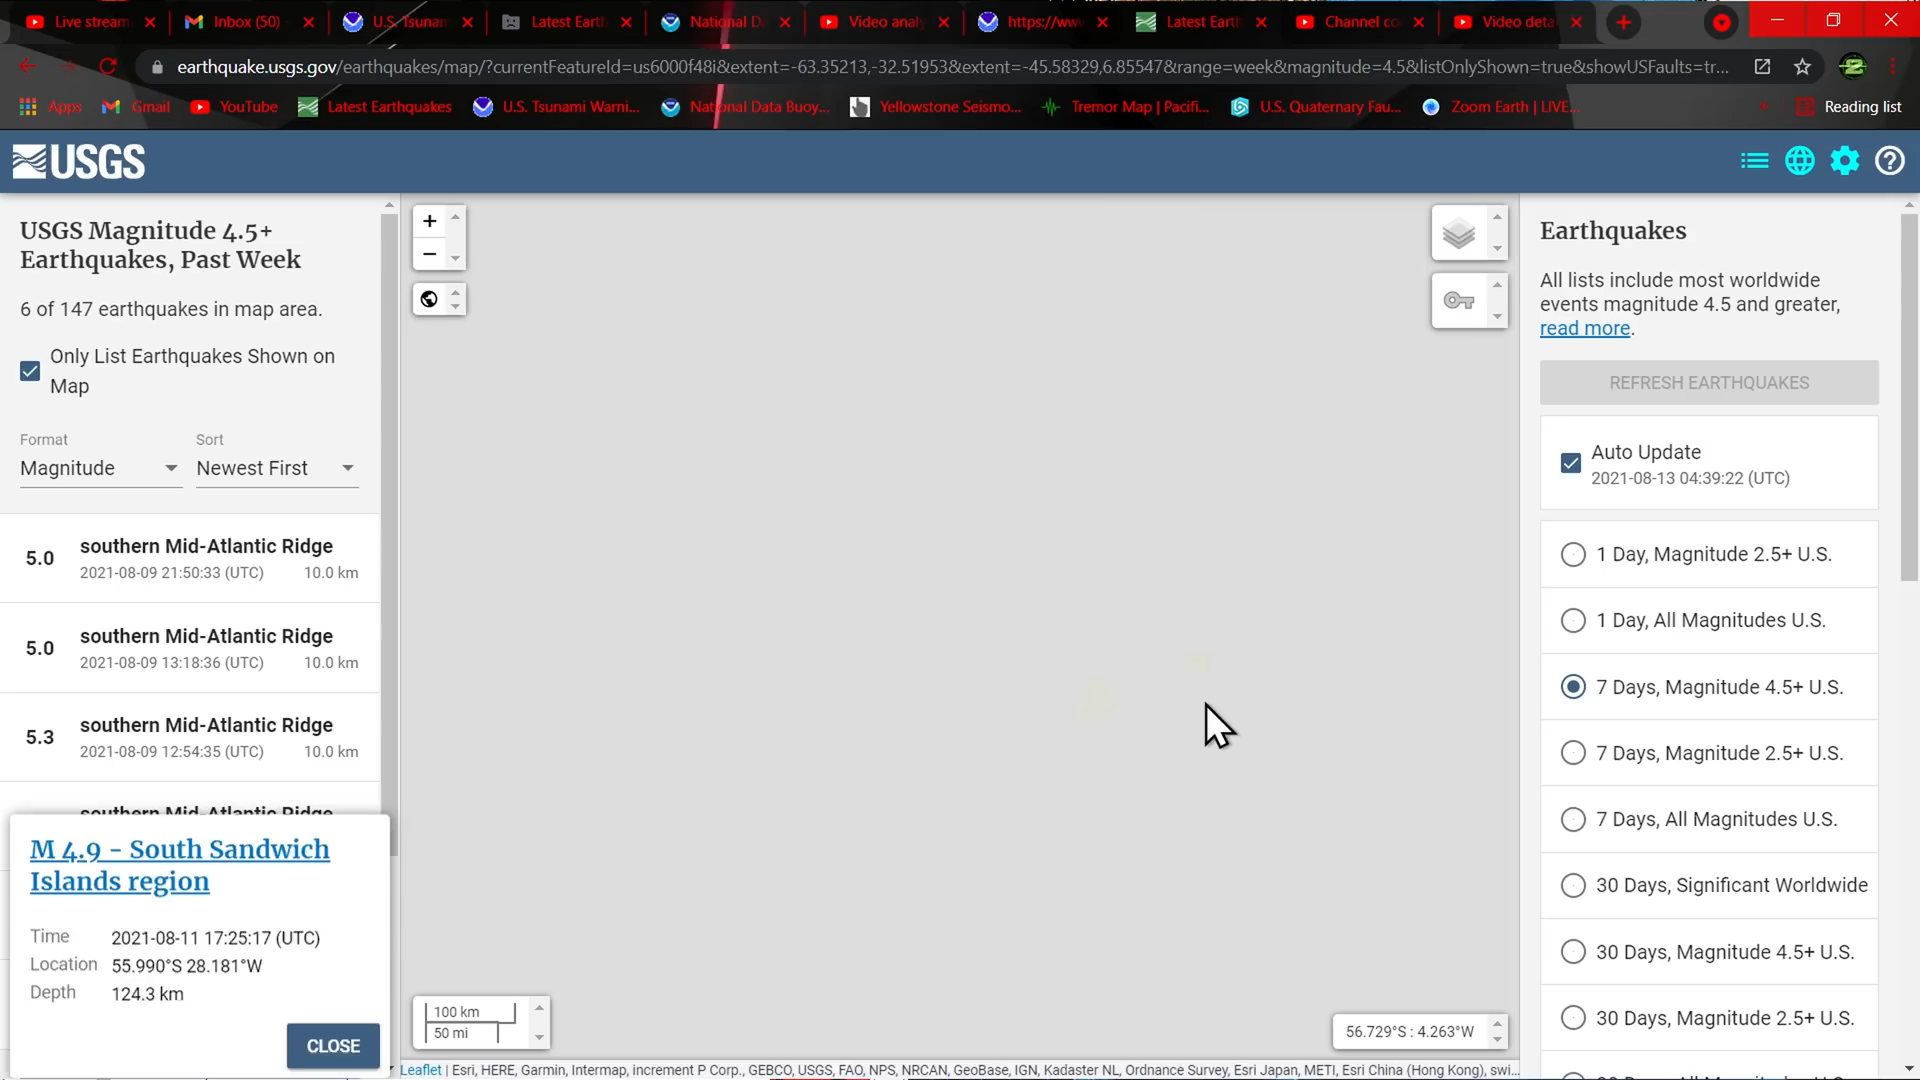 Live stream
Inbox (50)
U.S. Tsunam
Latest Earth
National Da
Video analy
https://ww
Latest Eart
Channel co
Video detai
earthquake.usgs.gov/earthquakes/map/?currentFeatureId=us6000f48i&extent=-63.35213,-32.51953&extent=-45.58329,6.85547&range=week&magnitude=4.5&listOnlyShown=true&showUSFaults=tr...
Apps
Gmail
YouTube
Latest Earthquakes
U.S. Tsunami Warni...
National Data Buoy...
Yellowstone Seismo...
Tremor Map | Pacifi...
U.S. Quaternary Fau...
Zoom Earth | LIVE...
Reading list
USGS
USGS Magnitude 4.5+
Earthquakes, Past Week
6 of 147 earthquakes in map area.
Only List Earthquakes Shown on
Map
Format
Sort
Magnitude
Newest First
5.0
southern Mid-Atlantic Ridge
2021-08-09 21:50:33 (UTC) 10.0 km
5.0
southern Mid-Atlantic Ridge
2021-08-09 13:18:36 (UTC) 10.0 km
5.3
southern Mid-Atlantic Ridge
2021-08-09 12:54:35 (UTC) 10.0 km
southern Mid-Atlantic Ridge
M 4.9 - South Sandwich
Islands region
Time 2021-08-11 17:25:17 (UTC)
Location 55.990°S 28.181°W
Depth 124.3 km
CLOSE
+
−
100 km
50 mi
56.729°S : 4.263°W
Leaflet | Esri, HERE, Garmin, Intermap, increment P Corp., GEBCO, USGS, FAO, NPS, NRCAN, GeoBase, IGN, Kadaster NL, Ordnance Survey, Esri Japan, METI, Esri China (Hong Kong), swi...
Earthquakes
All lists include most worldwide
events magnitude 4.5 and greater,
read more.
REFRESH EARTHQUAKES
Auto Update
2021-08-13 04:39:22 (UTC)
1 Day, Magnitude 2.5+ U.S.
1 Day, All Magnitudes U.S.
7 Days, Magnitude 4.5+ U.S.
7 Days, Magnitude 2.5+ U.S.
7 Days, All Magnitudes U.S.
30 Days, Significant Worldwide
30 Days, Magnitude 4.5+ U.S.
30 Days, Magnitude 2.5+ U.S.